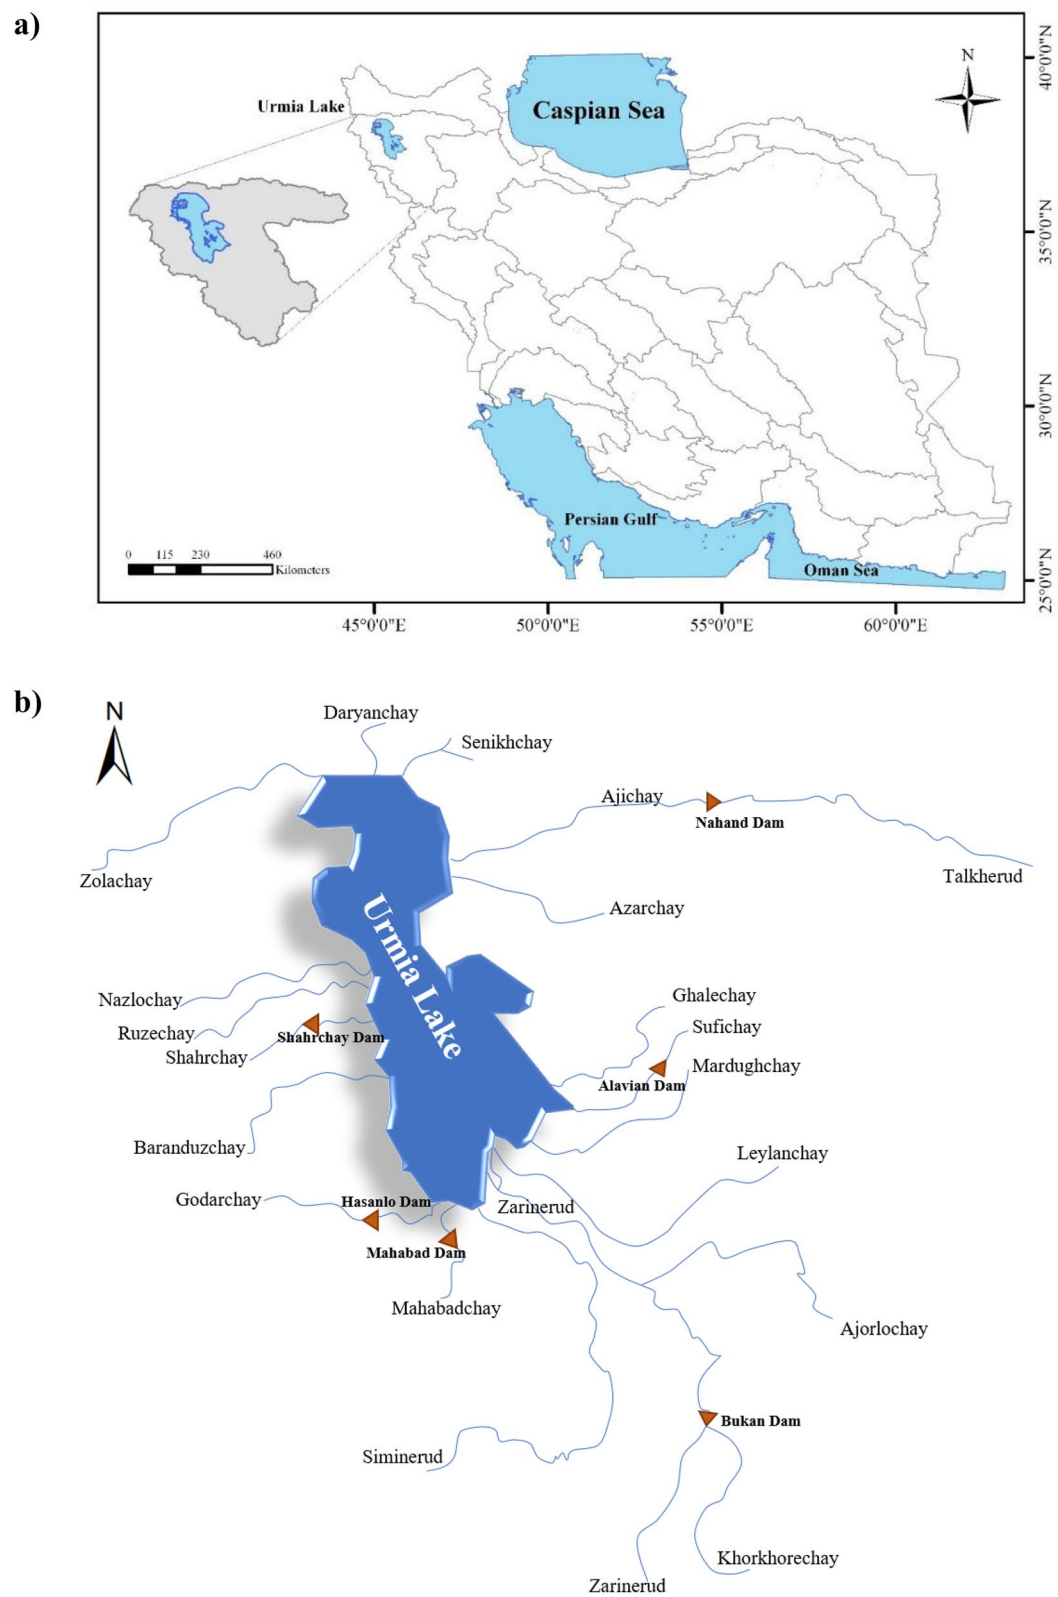 a)
Urmia Lake
Caspian Sea
N
40°0'0"N
35°0'0"N
30°0'0"N
25°0'0"N
Persian Gulf
Oman Sea
0 115 230 460
Kilometers
45°0'0"E 50°0'0"E 55°0'0"E 60°0'0"E
b)
N
Daryanchay
Senikhchay
Ajichay
Nahand Dam
Talkherud
Zolachay
Azarchay
Urmia Lake
Nazlochay
Ruzechay
Shahrchay Dam
Shahrchay
Ghalechay
Sufichay
Mardughchay
Alavian Dam
Baranduzchay
Leylanchay
Godarchay
Hasanlo Dam
Zarinerud
Mahabad Dam
Mahabadchay
Ajorlochay
Bukan Dam
Siminerud
Khorkhorechay
Zarinerud